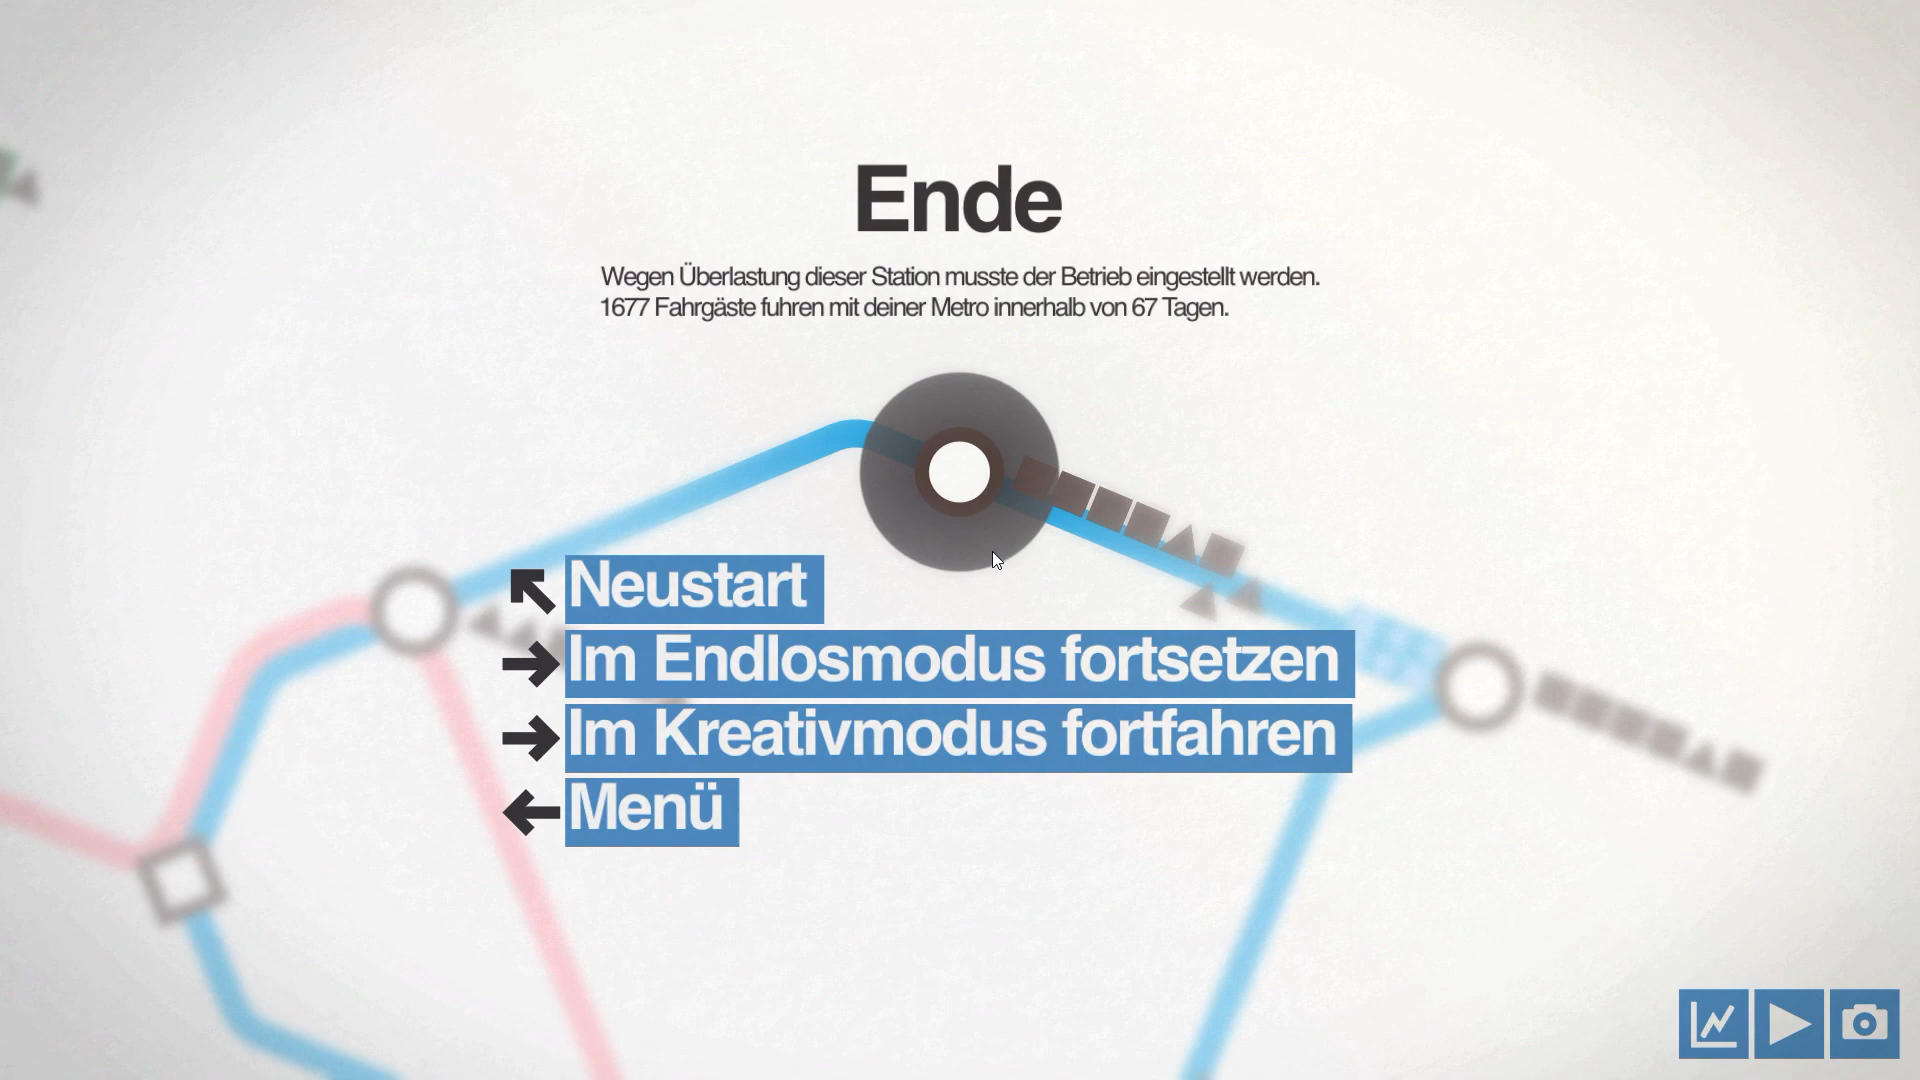 Ende
Wegen Überlastung dieser Station musste der Betrieb eingestellt werden.
1677 Fahrgäste fuhren mit deiner Metro innerhalb von 67 Tagen.
Neustart
Im Endlosmodus fortsetzen
Im Kreativmodus fortfahren
Menü